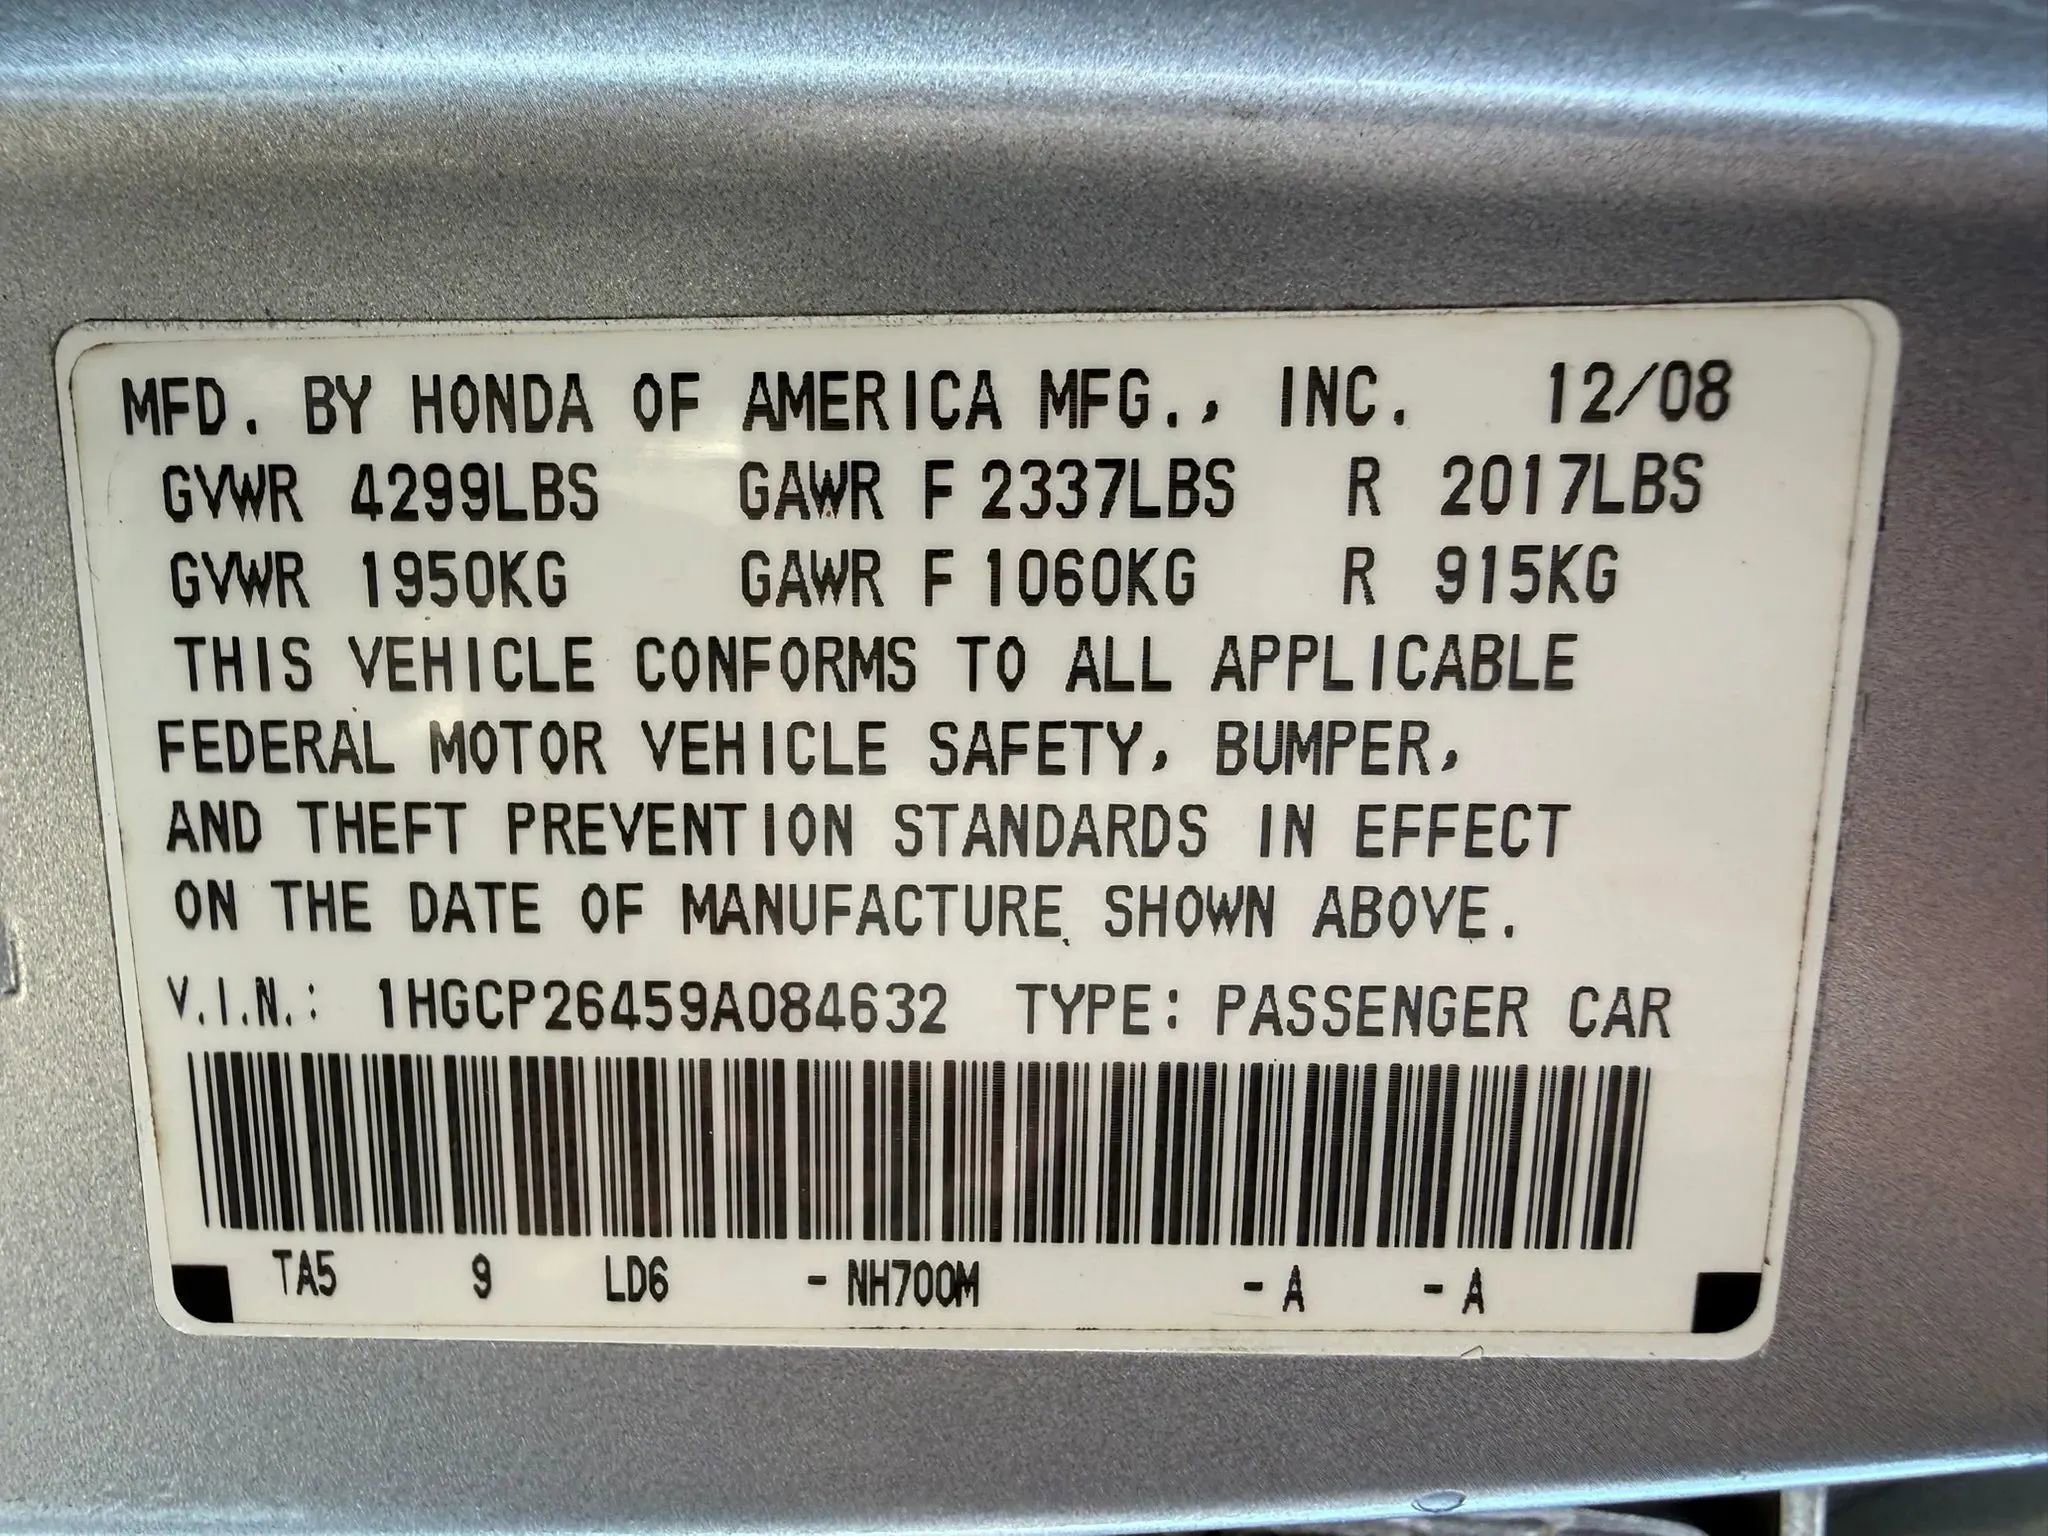 MFD. BY HONDA OF AMERICA MFG., INC. 12/08
GVWR 4299LBS GAWR F 2337LBS R 2017LBS
GVWR 1950KG GAWR F 1060KG R 915KG
THIS VEHICLE CONFORMS TO ALL APPLICABLE
FEDERAL MOTOR VEHICLE SAFETY, BUMPER,
AND THEFT PREVENTION STANDARDS IN EFFECT
ON THE DATE OF MANUFACTURE SHOWN ABOVE.
V.I.N.: 1HGCP26459A084632 TYPE: PASSENGER CAR
TA5 9 LD6 -NH700M -A -A